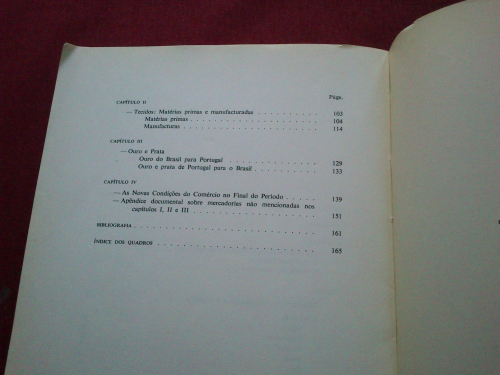 Págs.
CAPÍTULO II
— Tecidos: Matérias primas e manufacturadas . . . . . . . . . . . 103
Matérias primas . . . . . . . . . . . . . . . . . . . . . . 104
Manufacturas . . . . . . . . . . . . . . . . . . . . . . 114
CAPÍTULO III
— Ouro e Prata
Ouro do Brasil para Portugal . . . . . . . . . . . . . . . . . 129
Ouro e prata de Portugal para o Brasil . . . . . . . . . . . . . 133
CAPÍTULO IV
— As Novas Condições do Comércio no Final do Período . . . . . . 139
— Apêndice documental sobre mercadorias não mencionadas nos
capítulos I, II e III . . . . . . . . . . . . . . . . . . . . . 151
BIBLIOGRAFIA . . . . . . . . . . . . . . . . . . . . . . . . . 161
ÍNDICE DOS QUADROS . . . . . . . . . . . . . . . . . . . . . . 165